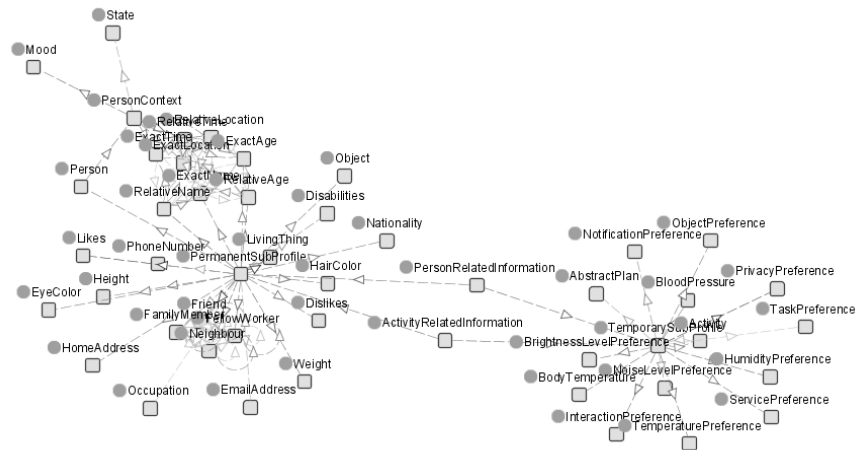 State
Mood
PersonContext
RelativeTime
RelativeLocation
ExactTime
ExactLocation
ExactAge
Person
ExactName
RelativeName
RelativeAge
Object
Disabilities
Likes
PhoneNumber
LivingThing
PermanentSubProfile
Nationality
HairColor
EyeColor
Height
Friend
FamilyMember
FellowWorker
Neighbour
Dislikes
HomeAddress
Occupation
EmailAddress
Weight
PersonRelatedInformation
ActivityRelatedInformation
ObjectPreference
NotificationPreference
AbstractPlan
BloodPressure
PrivacyPreference
TaskPreference
TemporarySubProfile
Activity
BrightnessLevelPreference
HumidityPreference
BodyTemperature
NoiseLevelPreference
ServicePreference
InteractionPreference
TemperaturePreference